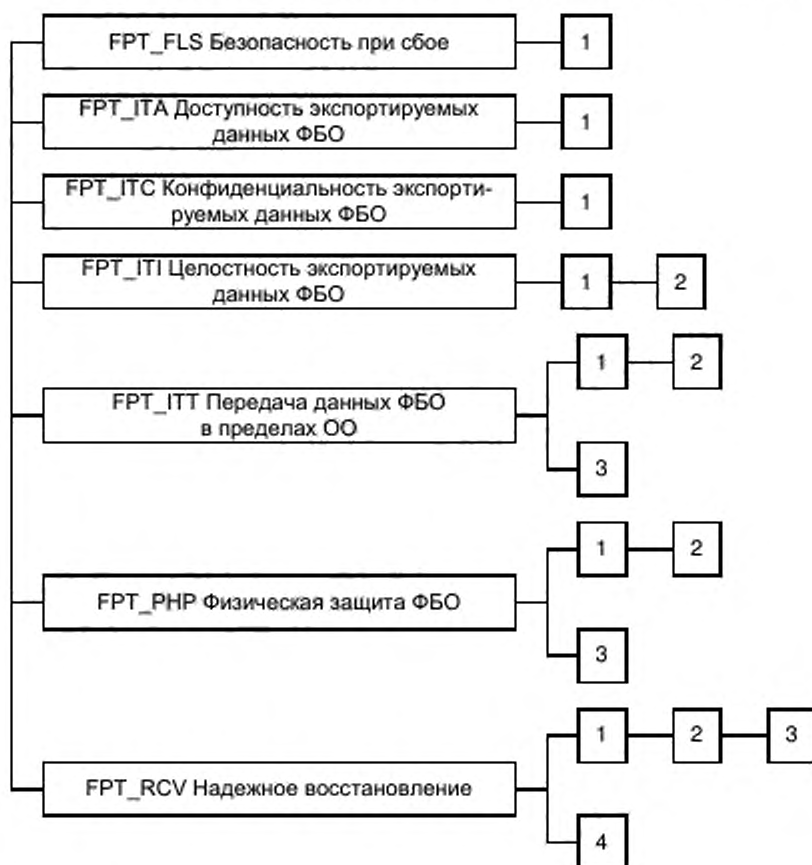 FPT_FLS Безопасность при сбое
1
FPT_ITA Доступность экспортируемых
данных ФБО
1
FPT_ITC Конфиденциальность экспорти-
руемых данных ФБО
1
FPT_ITI Целостность экспортируемых
данных ФБО
1
2
FPT_ITT Передача данных ФБО
в пределах ОО
1
2
3
FPT_PHP Физическая защита ФБО
1
2
3
FPT_RCV Надежное восстановление
1
2
3
4